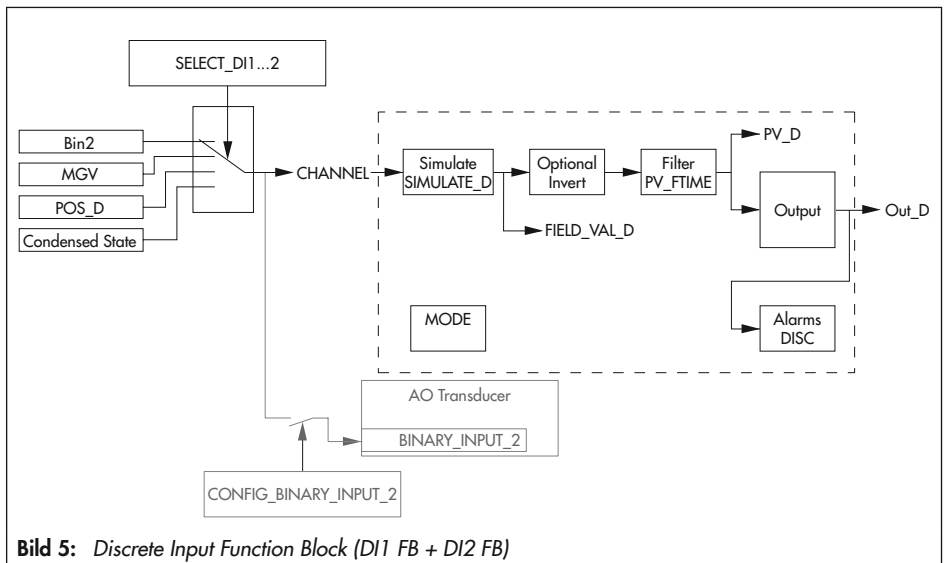 SELECT_DI1...2
Bin2
MGV
POS_D
Condensed State
CHANNEL
Simulate
SIMULATE_D
Optional
Invert
Filter
PV_FTIME
PV_D
Output
Out_D
FIELD_VAL_D
MODE
Alarms
DISC
AO Transducer
BINARY_INPUT_2
CONFIG_BINARY_INPUT_2
Bild 5: Discrete Input Function Block (DI1 FB + DI2 FB)